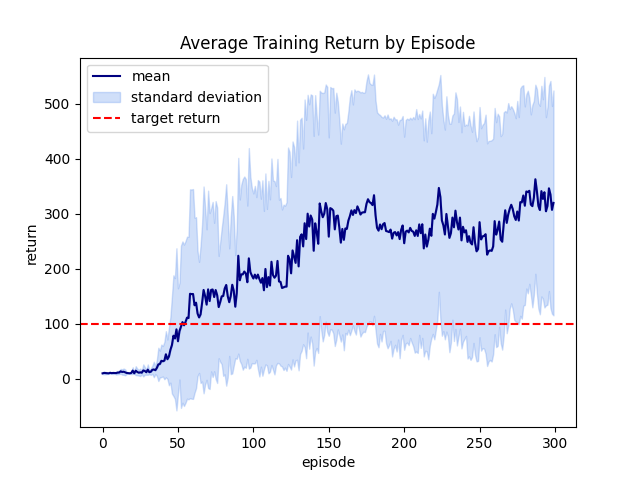 Average Training Return by Episode
mean
standard deviation
target return
return
500
400
300
200
100
0
0 50 100 150 200 250 300
episode